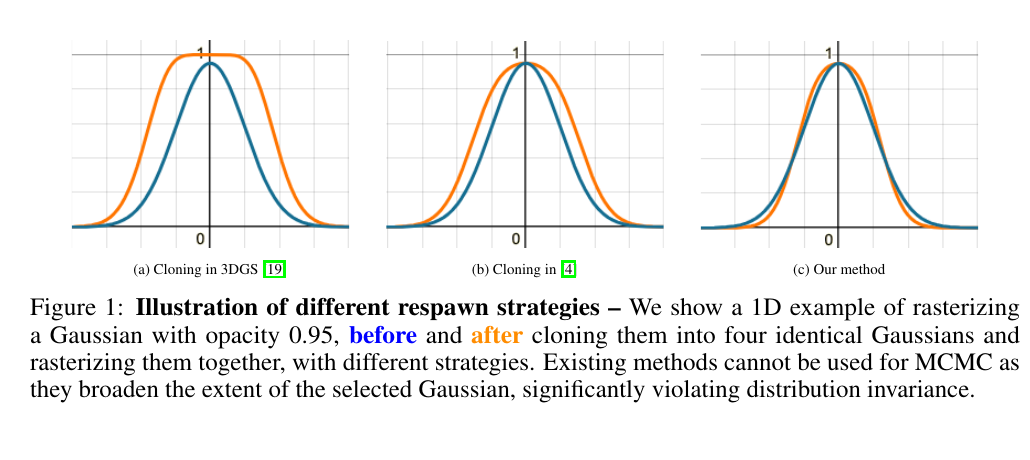 1
0
1
0
1
0
(a) Cloning in 3DGS [19]
(b) Cloning in [4]
(c) Our method
Figure 1: Illustration of different respawn strategies – We show a 1D example of rasterizing
a Gaussian with opacity 0.95, before and after cloning them into four identical Gaussians and
rasterizing them together, with different strategies. Existing methods cannot be used for MCMC as
they broaden the extent of the selected Gaussian, significantly violating distribution invariance.